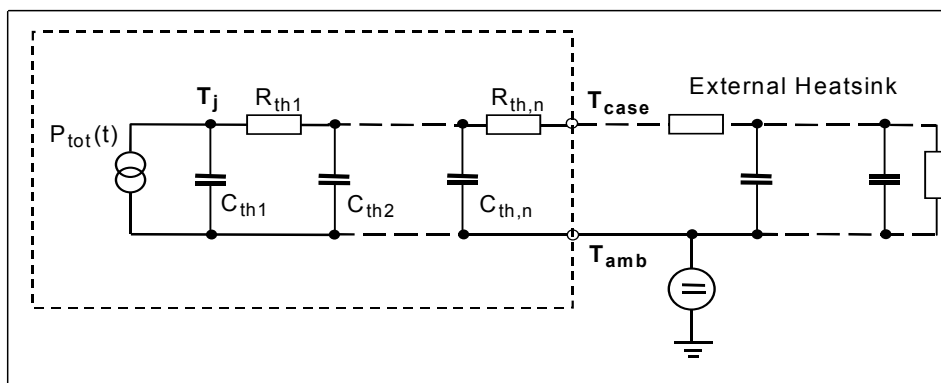 External Heatsink
T_j
R_th1
R_th,n
T_case
P_tot(t)
C_th1
C_th2
C_th,n
T_amb